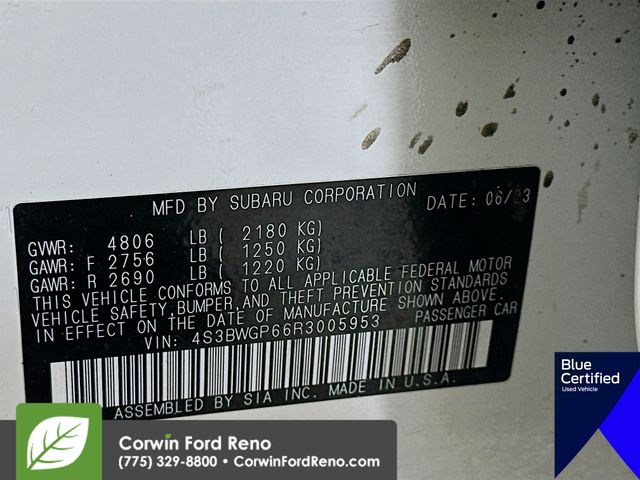 MFD BY SUBARU CORPORATION DATE: 06/23
GVWR: 4806 LB ( 2180 KG)
GAWR: F 2756 LB ( 1250 KG)
GAWR: R 2690 LB ( 1220 KG)
THIS VEHICLE CONFORMS TO ALL APPLICABLE FEDERAL MOTOR
VEHICLE SAFETY,BUMPER,AND THEFT PREVENTION STANDARDS
IN EFFECT ON THE DATE OF MANUFACTURE SHOWN ABOVE.
VIN: 4S3BWGP66R3005953 PASSENGER CAR
ASSEMBLED BY SIA INC. MADE IN U.S.A.
Blue
Certified
Used Vehicle
Corwin Ford Reno
(775) 329-8800 • CorwinFordReno.com